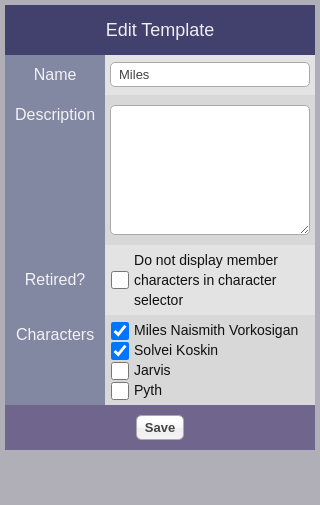 Edit Template
Name
Miles
Description
Retired?
Do not display member
characters in character
selector
Characters
Miles Naismith Vorkosigan
Solvei Koskin
Jarvis
Pyth
Save